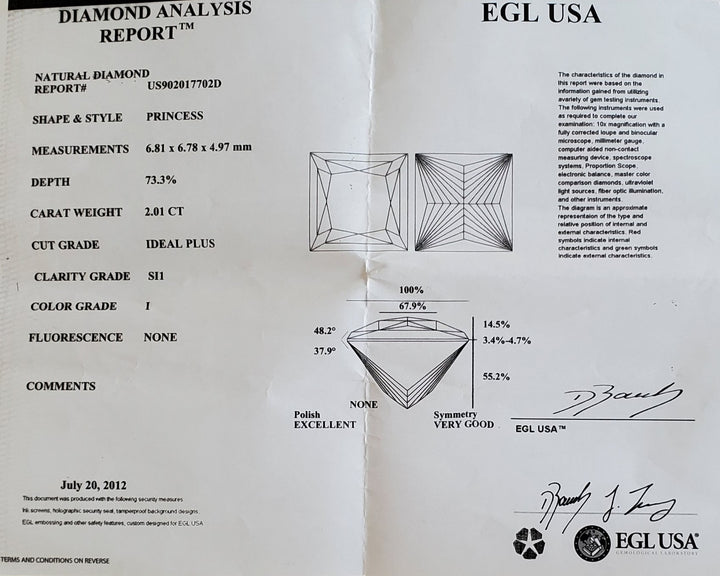 DIAMOND ANALYSIS
REPORT™
EGL USA
NATURAL DIAMOND
REPORT# US902017702D
SHAPE & STYLE PRINCESS
MEASUREMENTS 6.81 x 6.78 x 4.97 mm
DEPTH 73.3%
CARAT WEIGHT 2.01 CT
CUT GRADE IDEAL PLUS
CLARITY GRADE SI1
COLOR GRADE I
FLUORESCENCE NONE
COMMENTS
The characteristics of the diamond in
this report were based on the
information gained from utilizing
avariety of gem testing instruments.
The following instruments were used
as required to complete our
examination: 10x magnification with a
fully corrected loupe and binocular
microscope, millimeter gauge,
computer aided non-contact
measuring device, spectroscope
systems, Proportion Scope,
electronic balance, master color
comparison diamonds, ultraviolet
light sources, fiber optic illumination,
and other instruments.
The diagram is an approximate
representaion of the type and
relative position of internal and
external characteristics. Red
symbols indicate internal
characteristics and green symbols
indicate external characteristics.
100%
67.9%
48.2°
37.9°
14.5%
3.4%-4.7%
55.2%
NONE
Polish
EXCELLENT
Symmetry
VERY GOOD
EGL USA™
July 20, 2012
This document was produced with the following security measures
Ink screens, holographic security seal, tamperproof background designs,
EGL embossing and other safety features, custom designed for EGL USA
TERMS AND CONDITIONS ON REVERSE
EGL USA®
GEMOLOGICAL LABORATORY